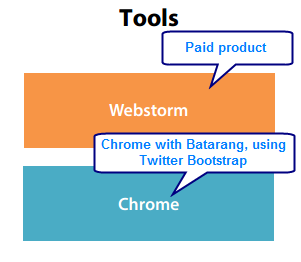 Tools
Paid product
Webstorm
Chrome with Batarang, using
Twitter Bootstrap
Chrome